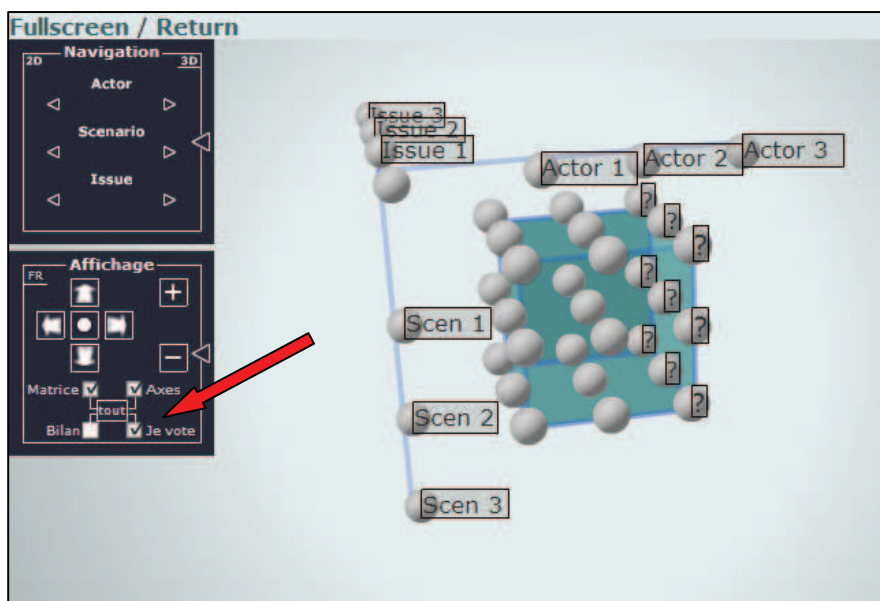 Fullscreen / Return
2D Navigation 3D
Actor
Scenario
Issue
Affichage
FR
+
−
Matrice Axes
tout
Bilan Je vote
Issue 3
Issue 2
Issue 1
Actor 1 Actor 2 Actor 3
Scen 1
Scen 2
Scen 3
?
?
?
?
?
?
?
?
?